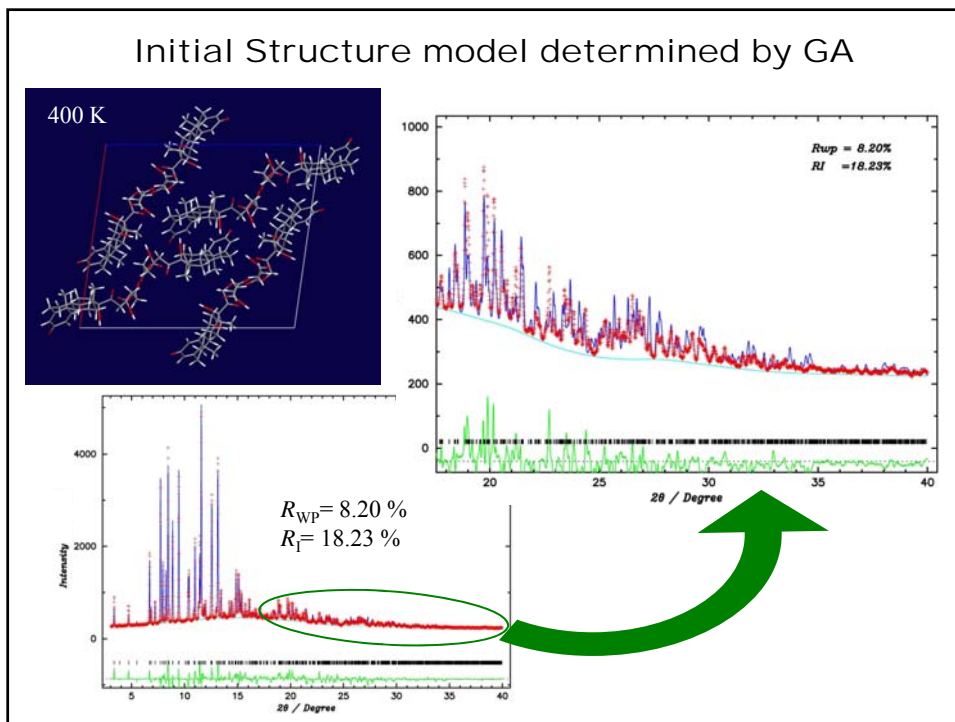 Initial Structure model determined by GA
400 K
1000
800
600
400
200
0
Rwp = 8.20%
RI =18.23%
20
25
30
35
40
2θ / Degree
Intensity
4000
2000
0
RWP= 8.20 %
RI= 18.23 %
5
10
15
20
25
30
35
40
2θ / Degree